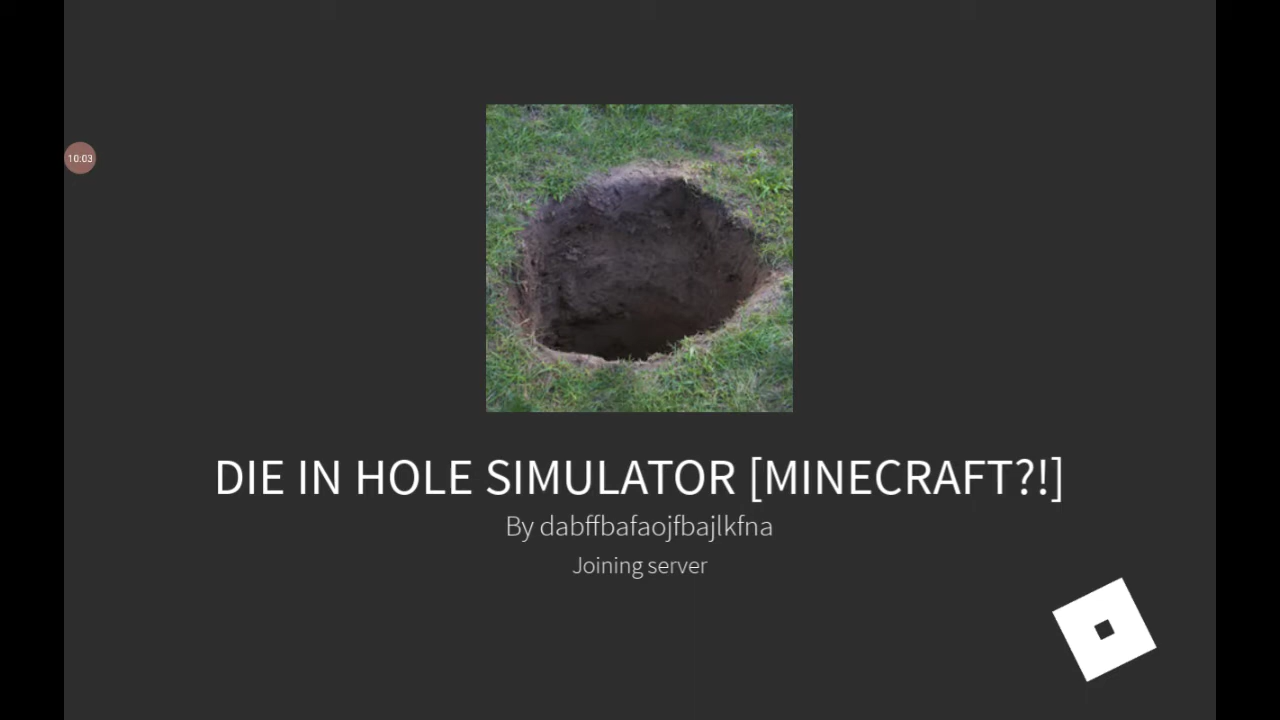 10:03
DIE IN HOLE SIMULATOR [MINECRAFT?!]
By dabffbafaojfbajlkfna
Joining server